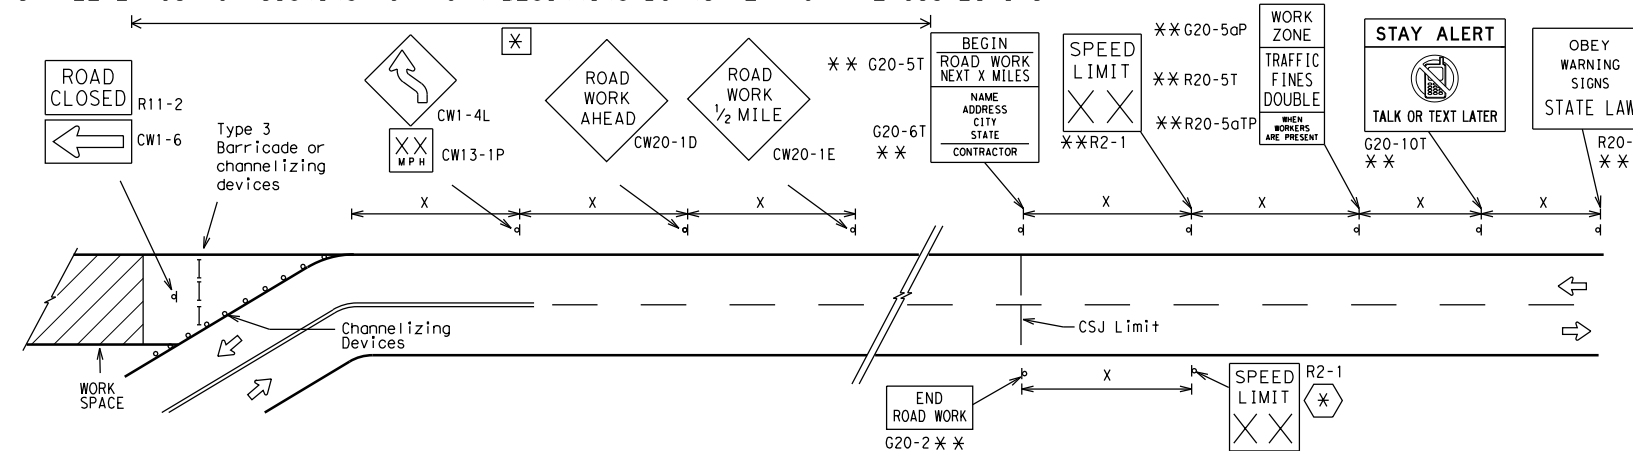 ROAD
CLOSED
R11-2
CW1-6
Type 3
Barricade or
channelizing
devices
CW1-4L
XX
MPH
CW13-1P
*
ROAD
WORK
AHEAD
CW20-1D
ROAD
WORK
1/2 MILE
CW20-1E
** G20-5T
BEGIN
ROAD WORK
NEXT X MILES
NAME
ADDRESS
CITY
STATE
CONTRACTOR
G20-6T
**
SPEED
LIMIT
XX
**R2-1
**G20-5aP
WORK
ZONE
**R20-5T
TRAFFIC
FINES
DOUBLE
**R20-5aTP
WHEN
WORKERS
ARE PRESENT
STAY ALERT
TALK OR TEXT LATER
G20-10T
**
OBEY
WARNING
SIGNS
STATE LAW
R20-
**
X
X
X
X
X
X
X
Channelizing
Devices
CSJ Limit
WORK
SPACE
END
ROAD WORK
G20-2 **
X
SPEED
LIMIT
XX
R2-1
*